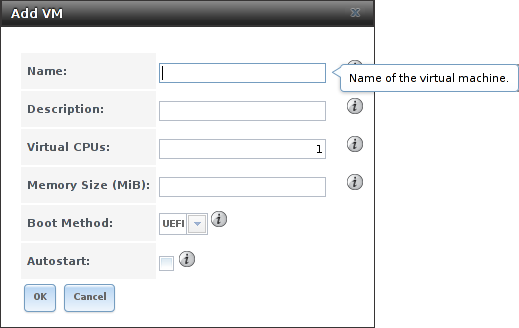 Add VM
Name:
Name of the virtual machine.
Description:
Virtual CPUs: 1
Memory Size (MiB):
Boot Method: UEFI
Autostart:
OK Cancel